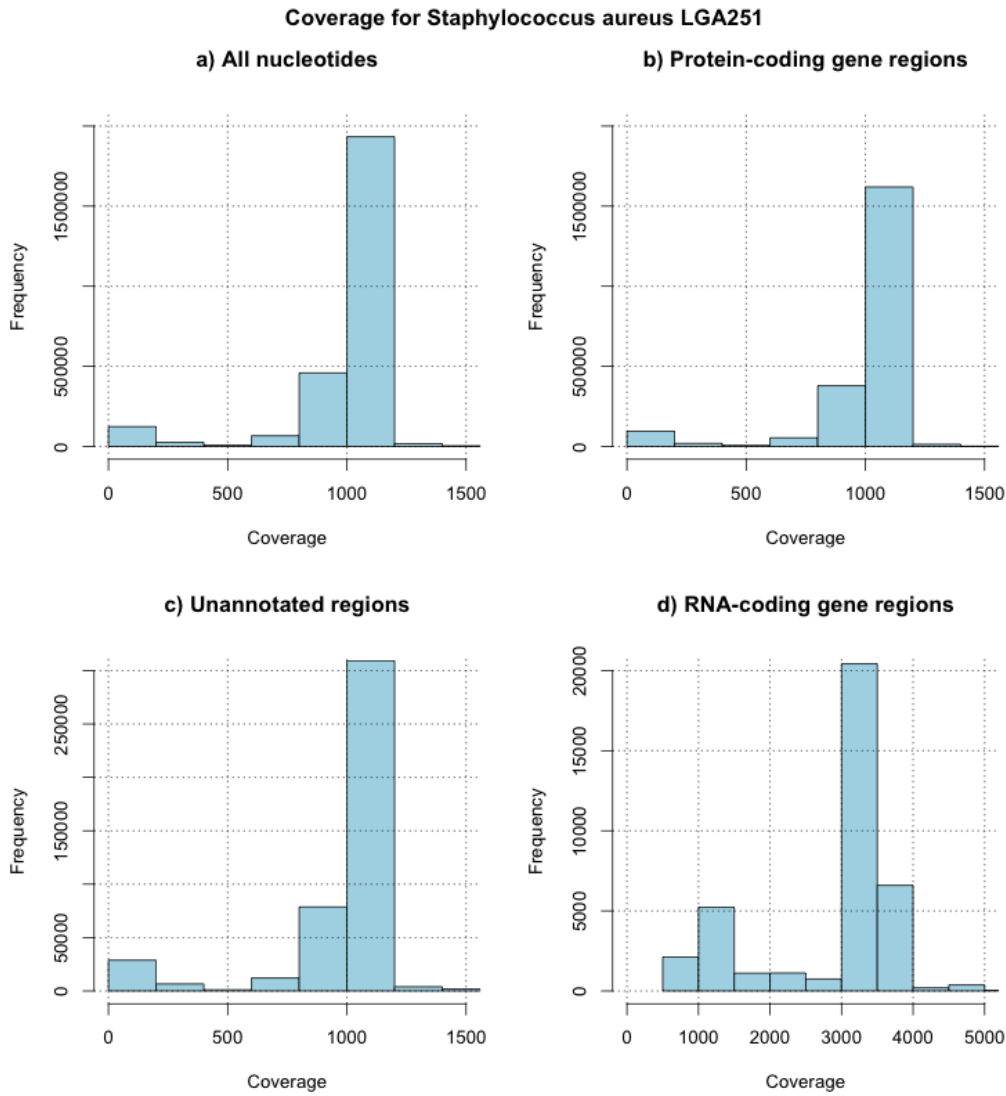 Coverage for Staphylococcus aureus LGA251
a) All nucleotides
Frequency
0 500000 1500000
0 500 1000 1500
Coverage
b) Protein-coding gene regions
Frequency
0 500000 1500000
0 500 1000 1500
Coverage
c) Unannotated regions
Frequency
0 50000 150000 250000
0 500 1000 1500
Coverage
d) RNA-coding gene regions
Frequency
0 5000 10000 15000 20000
0 1000 2000 3000 4000 5000
Coverage